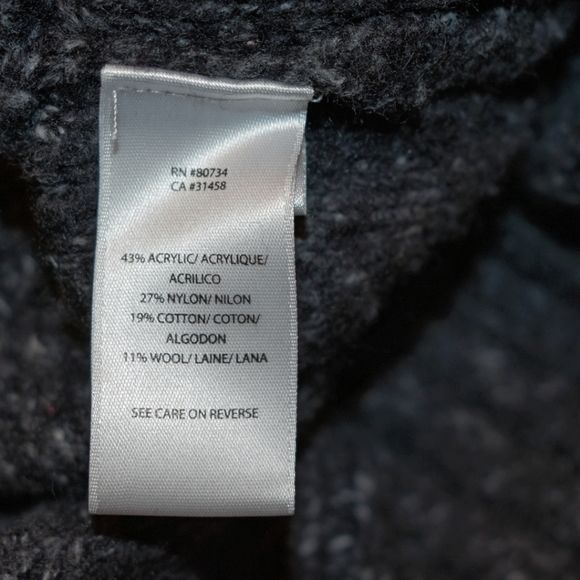 RN #80734
CA #31458
43% ACRYLIC/ ACRYLIQUE/
ACRILICO
27% NYLON/ NILON
19% COTTON/ COTON/
ALGODON
11% WOOL/ LAINE/ LANA
SEE CARE ON REVERSE